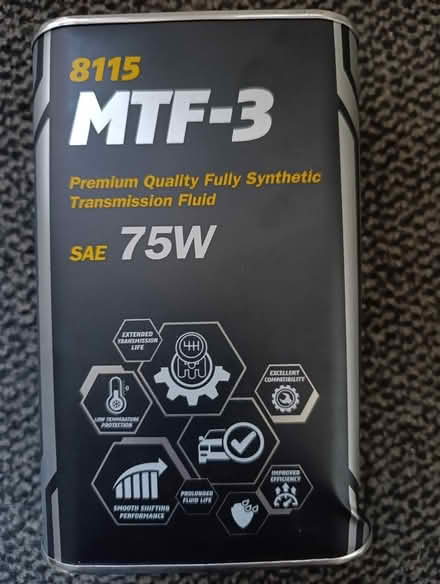 8115
MTF-3
Premium Quality Fully Synthetic
Transmission Fluid
SAE 75W
EXTENDED
TRANSMISSION
LIFE
EXCELLENT
COMPATIBILITY
LOW TEMPERATURE
PROTECTION
IMPROVED
EFFICIENCY
PROLONGED
FLUID LIFE
SMOOTH SHIFTING
PERFORMANCE